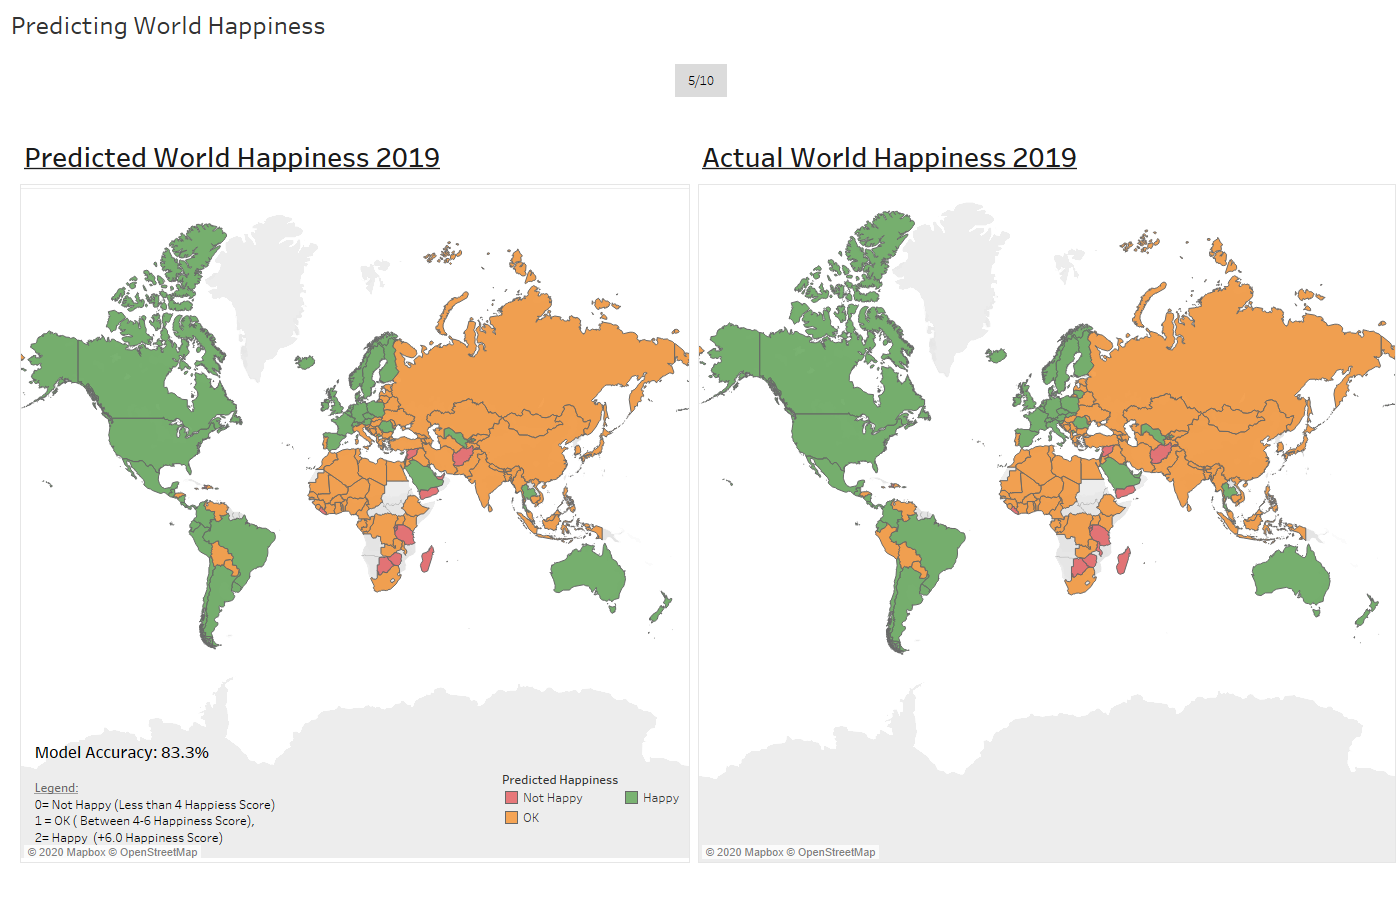 Predicting World Happiness
5/10
Predicted World Happiness 2019
Actual World Happiness 2019
Model Accuracy: 83.3%
Legend:
0= Not Happy (Less than 4 Happiess Score)
1 = OK ( Between 4-6 Happiness Score),
2= Happy  (+6.0 Happiness Score)
Predicted Happiness
Not Happy
Happy
OK
© 2020 Mapbox © OpenStreetMap
© 2020 Mapbox © OpenStreetMap